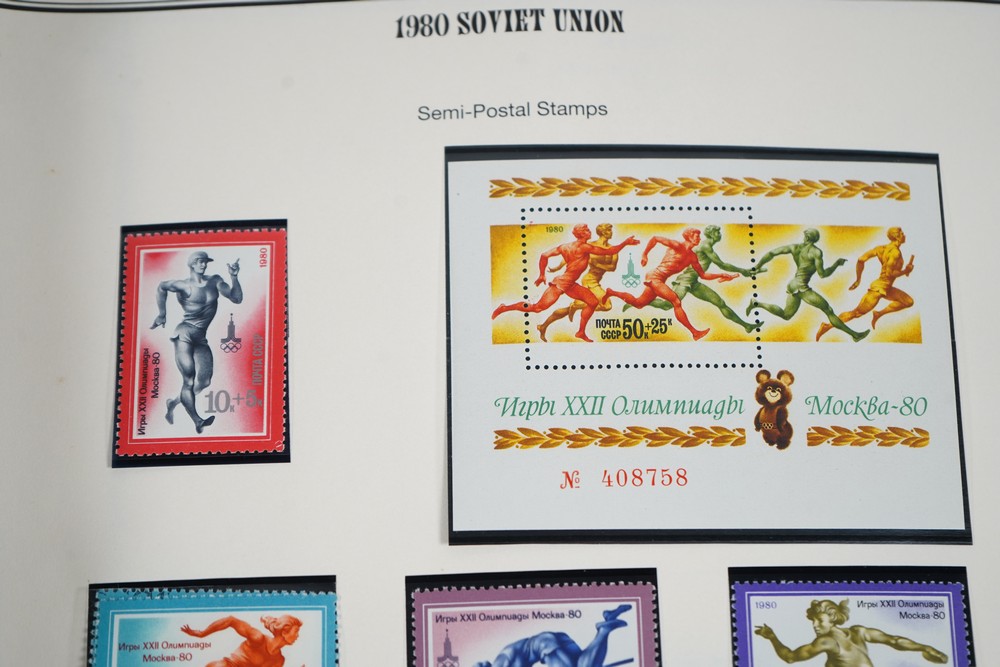 1980 SOVIET UNION
Semi-Postal Stamps
1980
Игры XXII Олимпиады
Москва-80
10к+
ПОЧТА СССР
1980
ПОЧТА
СССР 50к+25к
Игры XXII Олимпиады Москва-80
№ 408758
Игры XXII Олимпиады
Москва-80
Игры XXII Олимпиады Москва-80
1980
Игры XXII Олимпиады
Москва-80